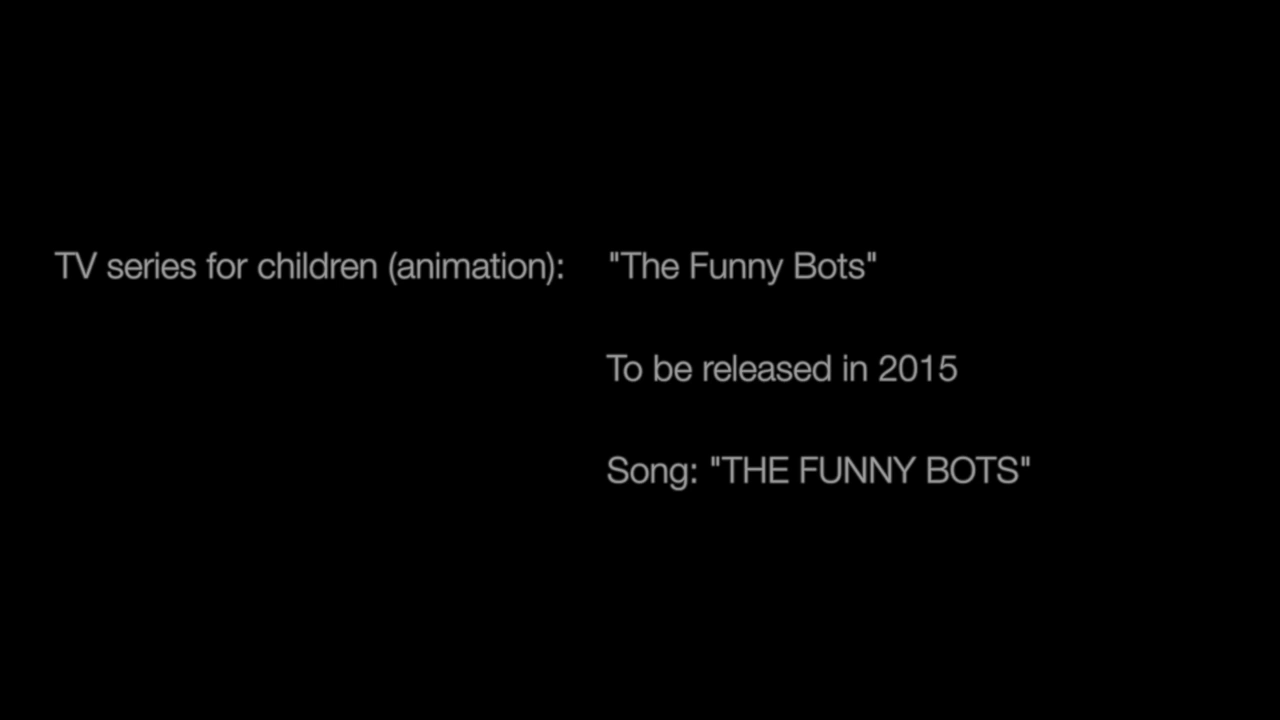 TV series for children (animation): "The Funny Bots"
To be released in 2015
Song: "THE FUNNY BOTS"